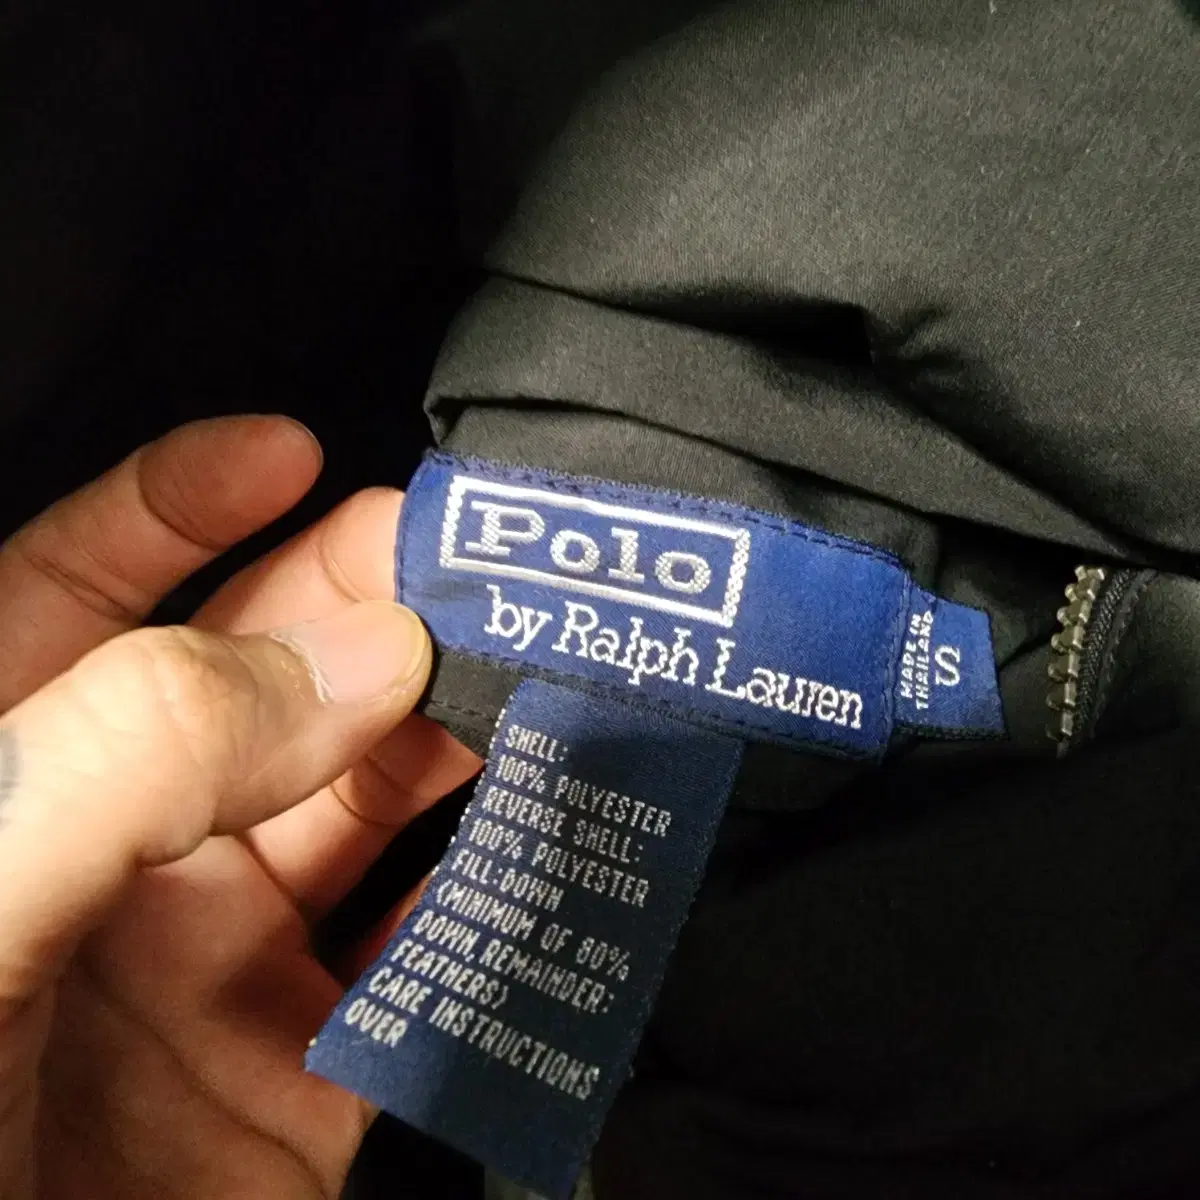 Polo
by Ralph Lauren
MADE IN
THAILAND
S
SHELL:
100% POLYESTER
REVERSE SHELL:
100% POLYESTER
FILL:DOWN
(MINIMUM OF 80%
DOWN, REMAINDER:
FEATHERS)
CARE INSTRUCTIONS
OVER